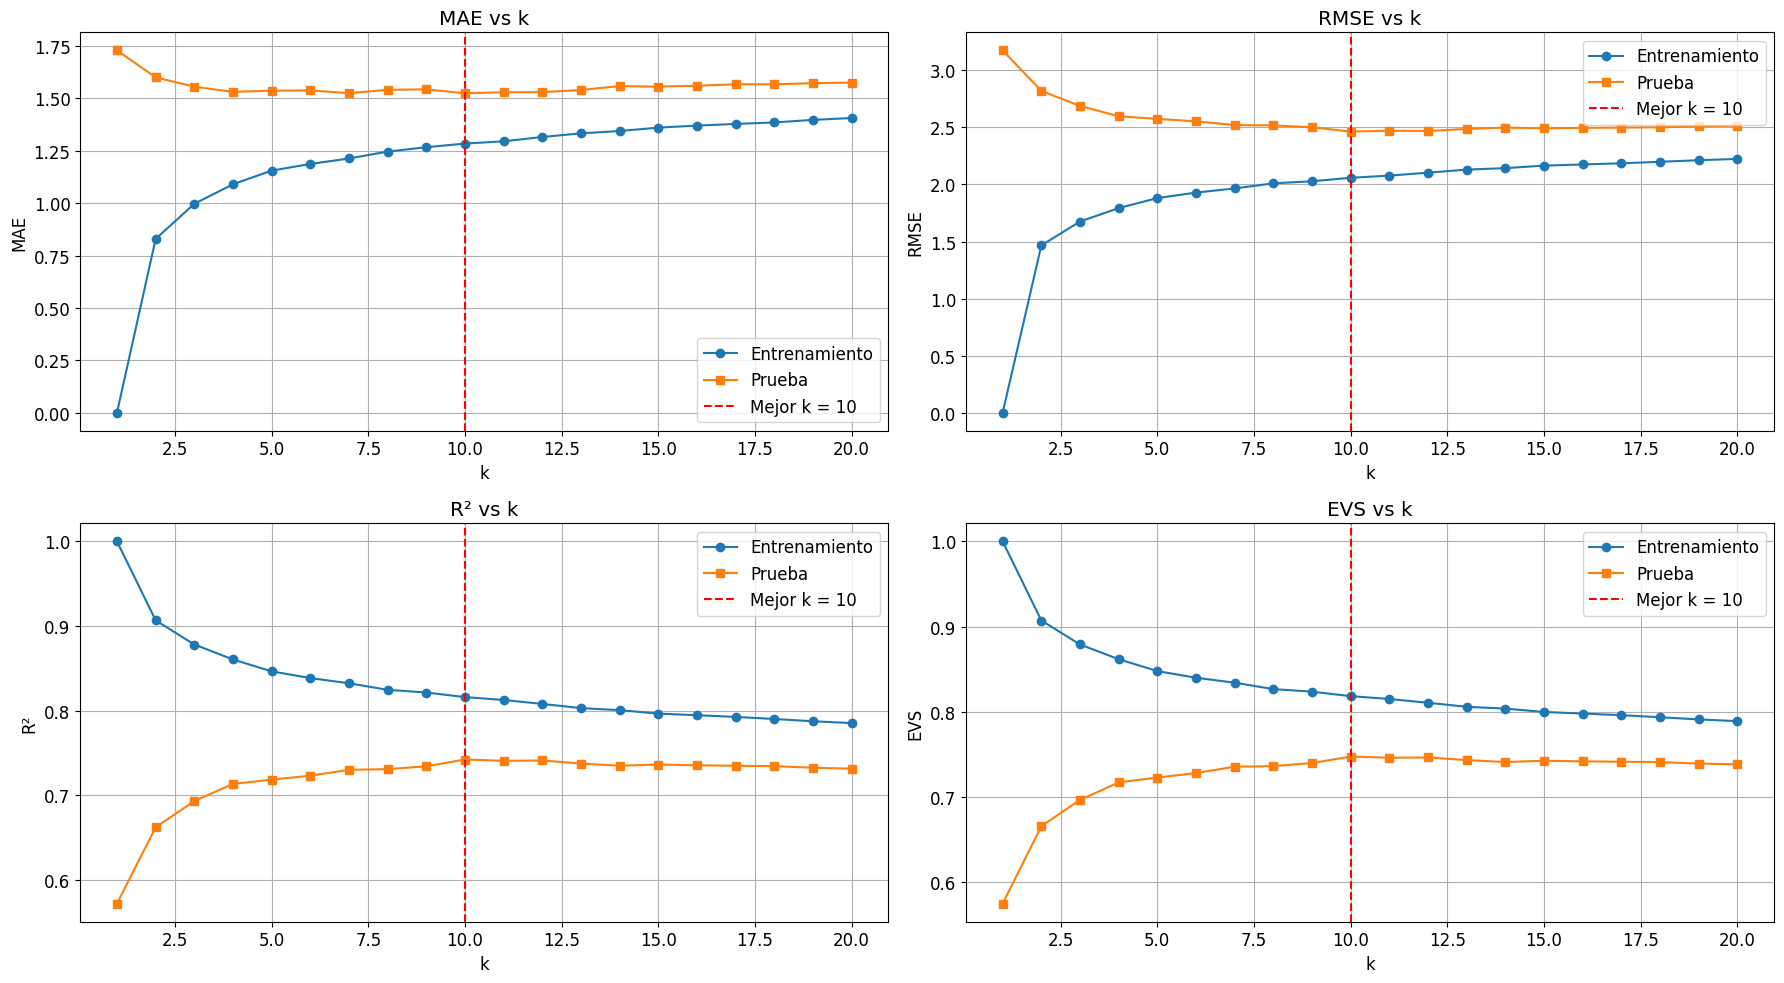 MAE vs k
MAE
1.75
1.50
1.25
1.00
0.75
0.50
0.25
0.00
2.5 5.0 7.5 10.0 12.5 15.0 17.5 20.0
k
Entrenamiento
Prueba
Mejor k = 10
RMSE vs k
RMSE
3.0
2.5
2.0
1.5
1.0
0.5
0.0
2.5 5.0 7.5 10.0 12.5 15.0 17.5 20.0
k
Entrenamiento
Prueba
Mejor k = 10
R² vs k
R²
1.0
0.9
0.8
0.7
0.6
2.5 5.0 7.5 10.0 12.5 15.0 17.5 20.0
k
Entrenamiento
Prueba
Mejor k = 10
EVS vs k
EVS
1.0
0.9
0.8
0.7
0.6
2.5 5.0 7.5 10.0 12.5 15.0 17.5 20.0
k
Entrenamiento
Prueba
Mejor k = 10